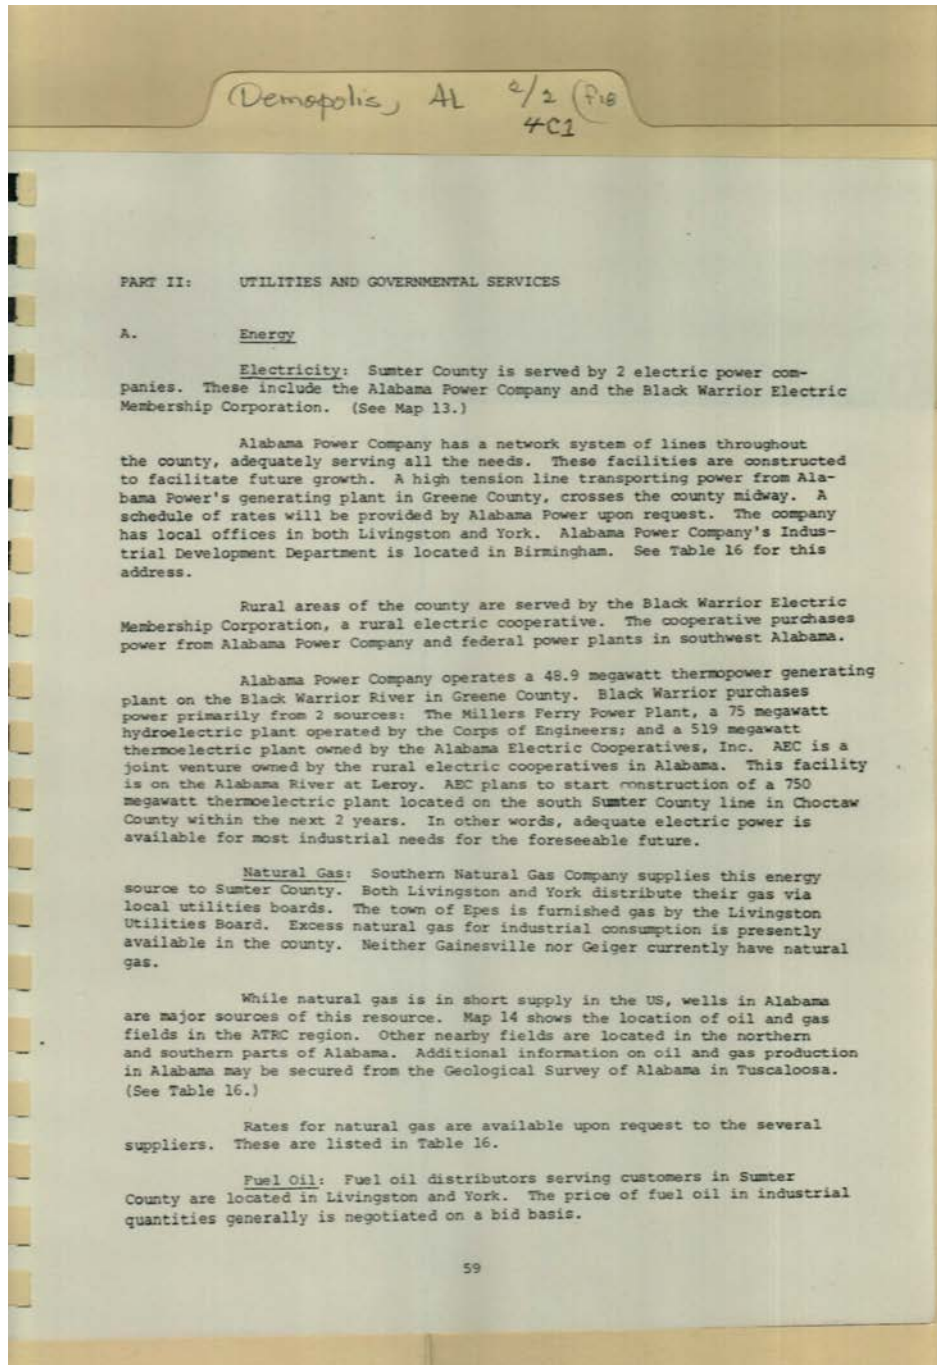 (Demopolis, AL 2/2 (F18
4C1
PART II: UTILITIES AND GOVERNMENTAL SERVICES
A. Energy
Electricity: Sumter County is served by 2 electric power com-
panies. These include the Alabama Power Company and the Black Warrior Electric
Membership Corporation. (See Map 13.)
Alabama Power Company has a network system of lines throughout
the county, adequately serving all the needs. These facilities are constructed
to facilitate future growth. A high tension line transporting power from Ala-
bama Power's generating plant in Greene County, crosses the county midway. A
schedule of rates will be provided by Alabama Power upon request. The company
has local offices in both Livingston and York. Alabama Power Company's Indus-
trial Development Department is located in Birmingham. See Table 16 for this
address.
Rural areas of the county are served by the Black Warrior Electric
Membership Corporation, a rural electric cooperative. The cooperative purchases
power from Alabama Power Company and federal power plants in southwest Alabama.
Alabama Power Company operates a 48.9 megawatt thermopower generating
plant on the Black Warrior River in Greene County. Black Warrior purchases
power primarily from 2 sources: The Millers Ferry Power Plant, a 75 megawatt
hydroelectric plant operated by the Corps of Engineers; and a 519 megawatt
thermoelectric plant owned by the Alabama Electric Cooperatives, Inc. AEC is a
joint venture owned by the rural electric cooperatives in Alabama. This facility
is on the Alabama River at Leroy. AEC plans to start construction of a 750
megawatt thermoelectric plant located on the south Sumter County line in Choctaw
County within the next 2 years. In other words, adequate electric power is
available for most industrial needs for the foreseeable future.
Natural Gas: Southern Natural Gas Company supplies this energy
source to Sumter County. Both Livingston and York distribute their gas via
local utilities boards. The town of Epes is furnished gas by the Livingston
Utilities Board. Excess natural gas for industrial consumption is presently
available in the county. Neither Gainesville nor Geiger currently have natural
gas.
While natural gas is in short supply in the US, wells in Alabama
are major sources of this resource. Map 14 shows the location of oil and gas
fields in the ATRC region. Other nearby fields are located in the northern
and southern parts of Alabama. Additional information on oil and gas production
in Alabama may be secured from the Geological Survey of Alabama in Tuscaloosa.
(See Table 16.)
Rates for natural gas are available upon request to the several
suppliers. These are listed in Table 16.
Fuel Oil: Fuel oil distributors serving customers in Sumter
County are located in Livingston and York. The price of fuel oil in industrial
quantities generally is negotiated on a bid basis.
59